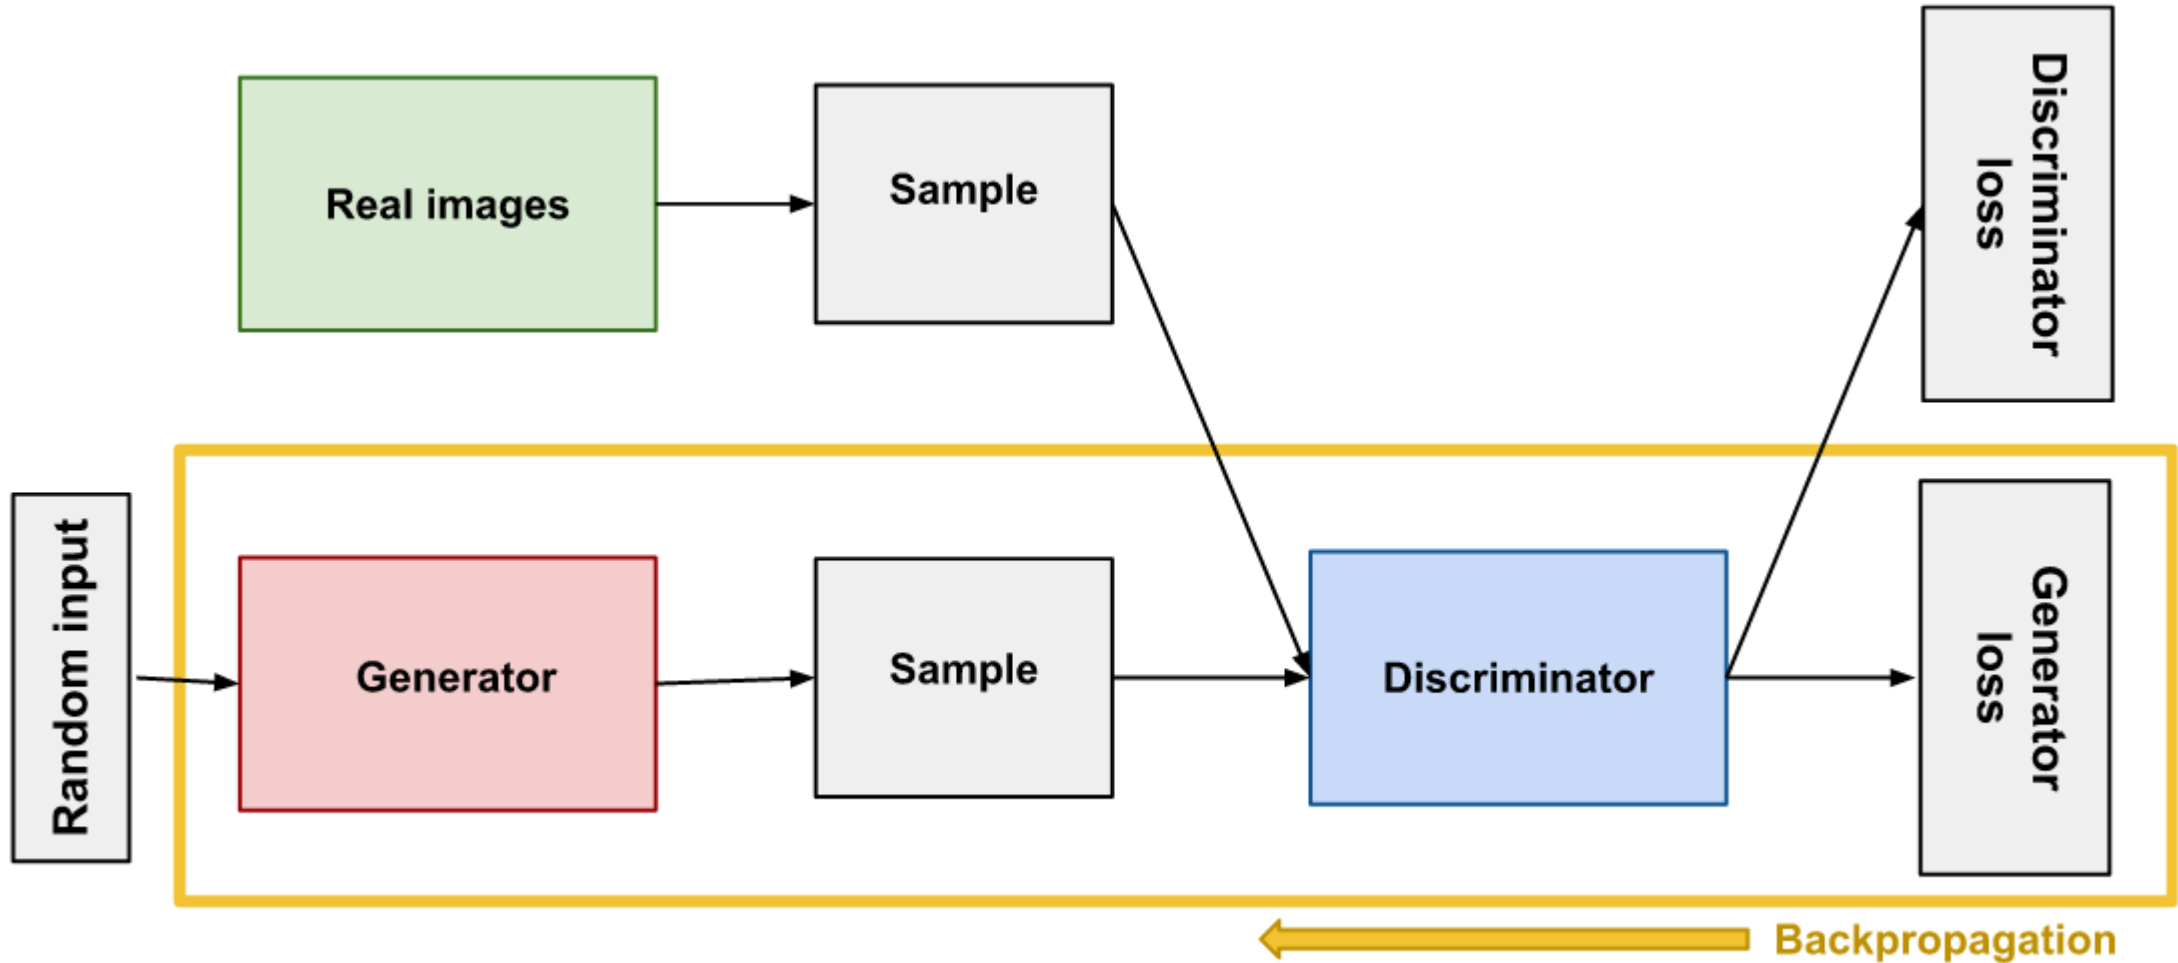 Real images
Sample
Discriminator
loss
Random input
Generator
Sample
Discriminator
Generator
loss
Backpropagation